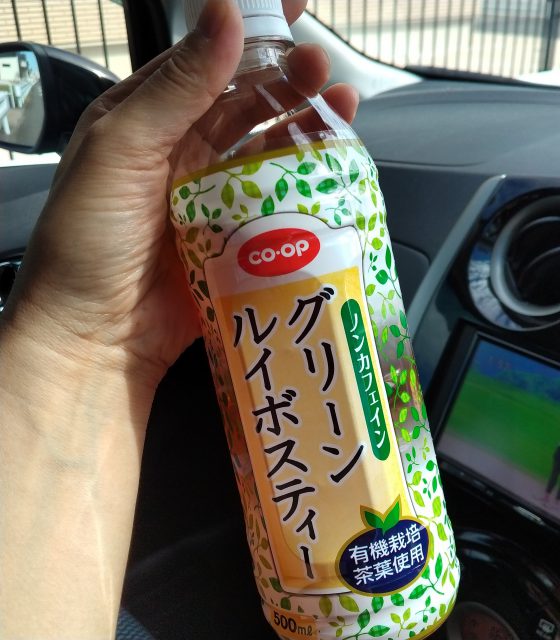 CO·OP
グリーン
ルイボスティー
ノンカフェイン
有機栽培
茶葉使用
500ml